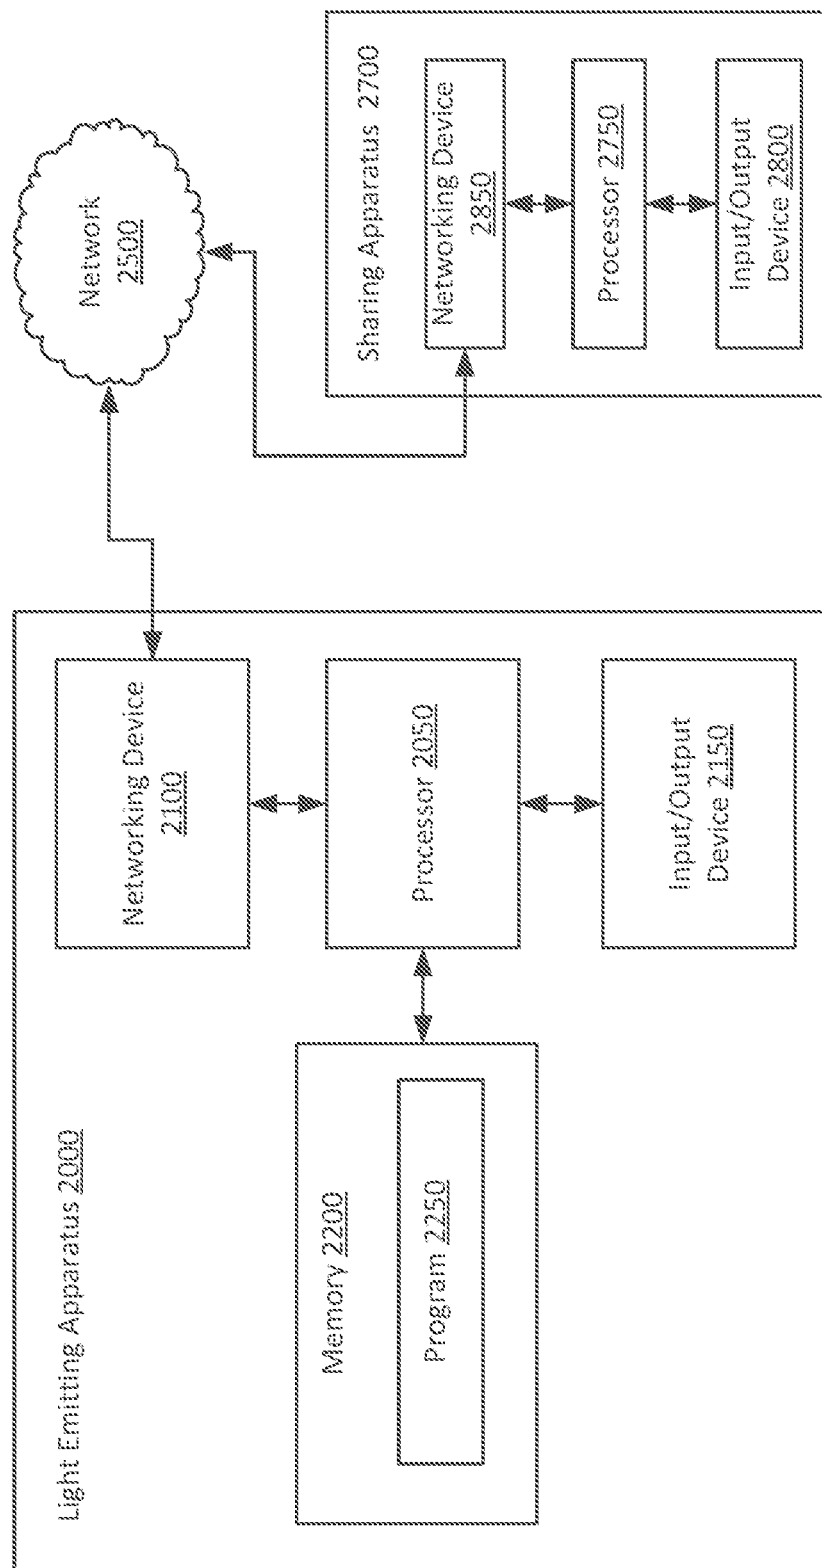 Light Emitting Apparatus 2000
Memory 2200
Program 2250
Networking Device
2100
Processor 2050
Input/Output
Device 2150
Network
2500
Sharing Apparatus 2700
Networking Device
2850
Processor 2750
Input/Output
Device 2800